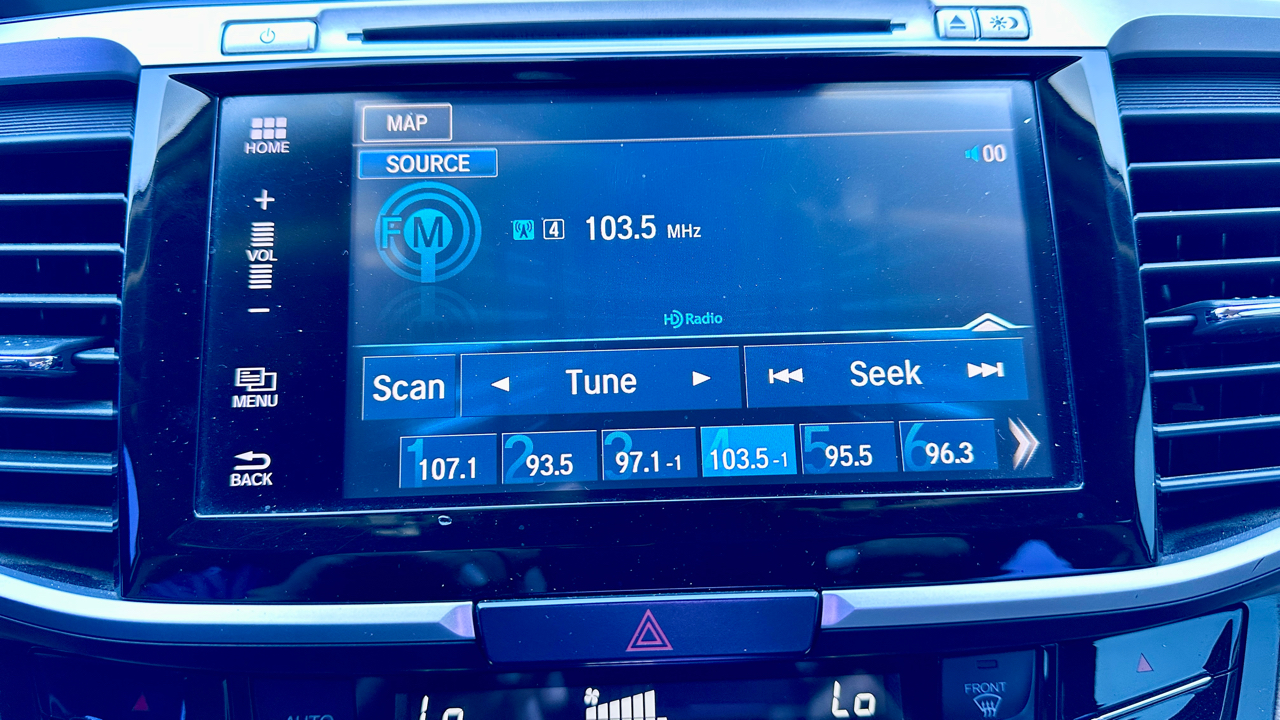 MAP
HOME
SOURCE
00
FM
4 103.5 MHz
VOL
HD Radio
Scan Tune Seek
MENU
1 107.1 2 93.5 3 97.1-1 4 103.5-1 5 95.5 6 96.3
BACK
Lo Lo
FRONT
AUTO